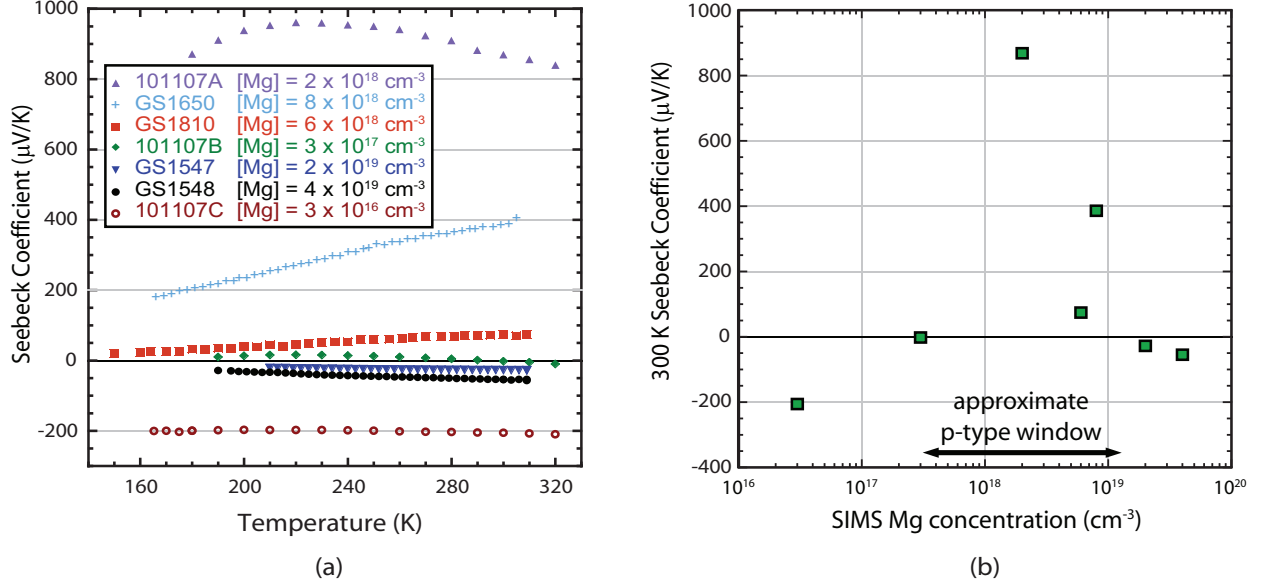 1000
800
600
400
200
0
-200
Seebeck Coefficient (μV/K)
101107A [Mg] = 2 x 10¹⁸ cm⁻³
GS1650 [Mg] = 8 x 10¹⁸ cm⁻³
GS1810 [Mg] = 6 x 10¹⁸ cm⁻³
101107B [Mg] = 3 x 10¹⁷ cm⁻³
GS1547 [Mg] = 2 x 10¹⁹ cm⁻³
GS1548 [Mg] = 4 x 10¹⁹ cm⁻³
101107C [Mg] = 3 x 10¹⁶ cm⁻³
160 200 240 280 320
Temperature (K)
(a)
1000
800
600
400
200
0
-200
-400
300 K Seebeck Coefficient (μV/K)
approximate
p-type window
10¹⁶ 10¹⁷ 10¹⁸ 10¹⁹ 10²⁰
SIMS Mg concentration (cm⁻³)
(b)